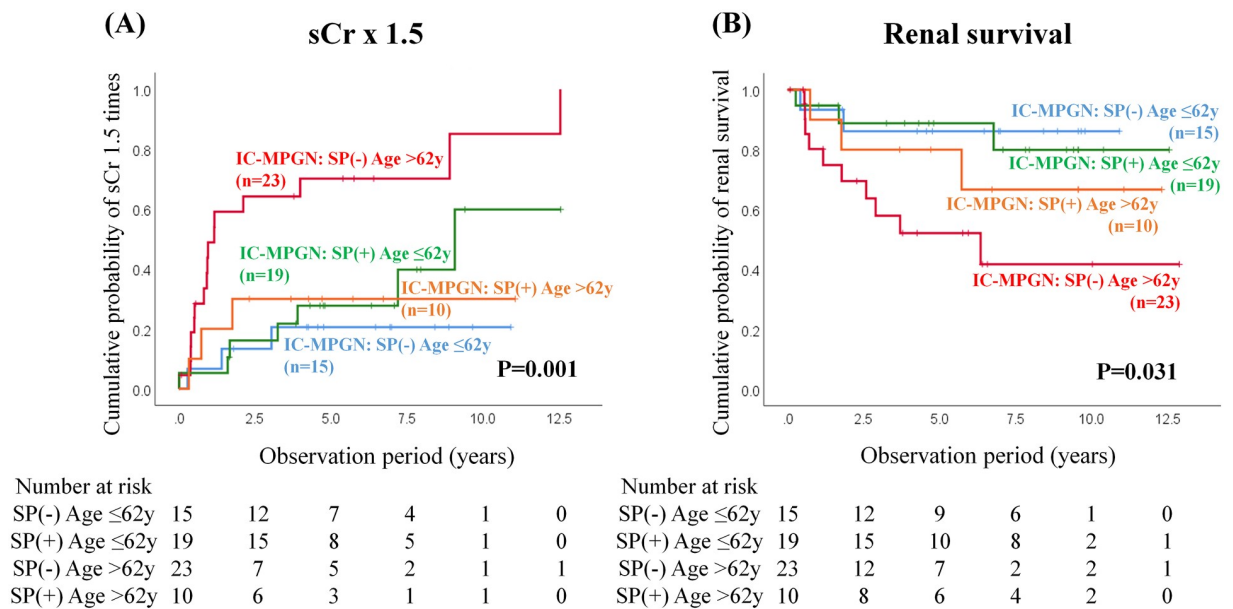 (A)
sCr x 1.5
Cumulative probability of sCr 1.5 times
1.0
0.8
0.6
0.4
0.2
0.0
IC-MPGN: SP(-) Age >62y
(n=23)
IC-MPGN: SP(+) Age ≤62y
(n=19)
IC-MPGN: SP(+) Age >62y
(n=10)
IC-MPGN: SP(-) Age ≤62y
(n=15)
P=0.001
.0 2.5 5.0 7.5 10.0 12.5
Observation period (years)
Number at risk
SP(-) Age ≤62y 15 12 7 4 1 0
SP(+) Age ≤62y 19 15 8 5 1 0
SP(-) Age >62y 23 7 5 2 1 1
SP(+) Age >62y 10 6 3 1 1 0
(B)
Renal survival
Cumulative probability of renal survival
1.0
0.8
0.6
0.4
0.2
0.0
IC-MPGN: SP(-) Age ≤62y
(n=15)
IC-MPGN: SP(+) Age ≤62y
(n=19)
IC-MPGN: SP(+) Age >62y
(n=10)
IC-MPGN: SP(-) Age >62y
(n=23)
P=0.031
.0 2.5 5.0 7.5 10.0 12.5
Observation period (years)
Number at risk
SP(-) Age ≤62y 15 12 9 6 1 0
SP(+) Age ≤62y 19 15 10 8 2 1
SP(-) Age >62y 23 12 7 2 2 1
SP(+) Age >62y 10 8 6 4 2 0